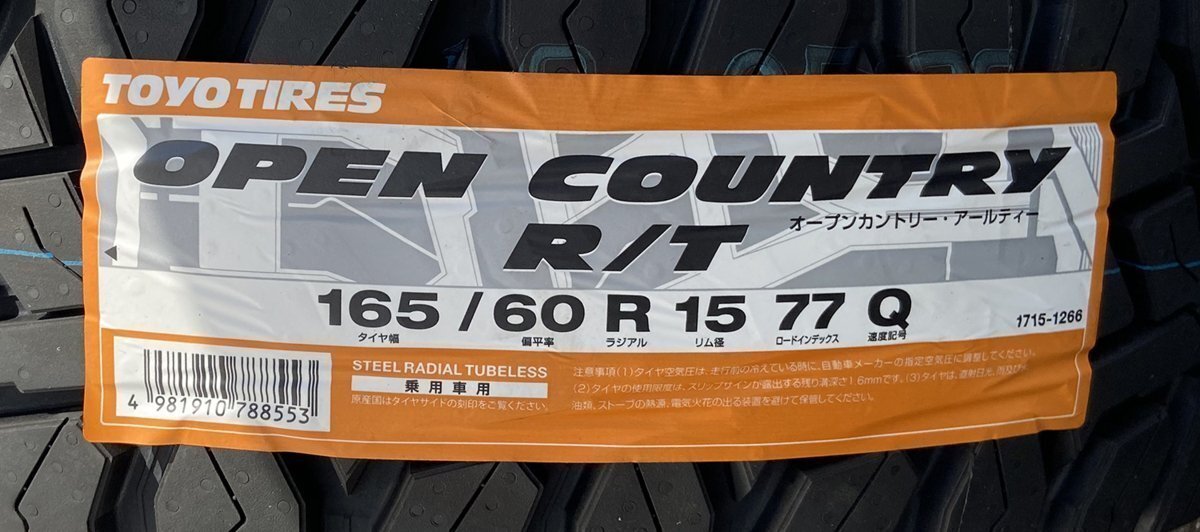 TOYO TIRES
OPEN COUNTRY
R/T
オープンカントリー・アールティー
165 / 60 R 15 77 Q
タイヤ幅 偏平率 ラジアル リム径 ロードインデックス 速度記号
1715-1266
STEEL RADIAL TUBELESS
乗用車用
原産国はタイヤサイドの刻印をご覧ください。
注意事項(1)タイヤ空気圧は、走行前の冷えている時に、自動車メーカーの指定空気圧に調整してください。
(2)タイヤの使用限度は、スリップサインが露出する残り溝深さ1.6mmです。(3)タイヤは、直射日光、雨及び水、
油類、ストーブの熱源、電気火花の出る装置を避けて保管してください。
4 981910 788553